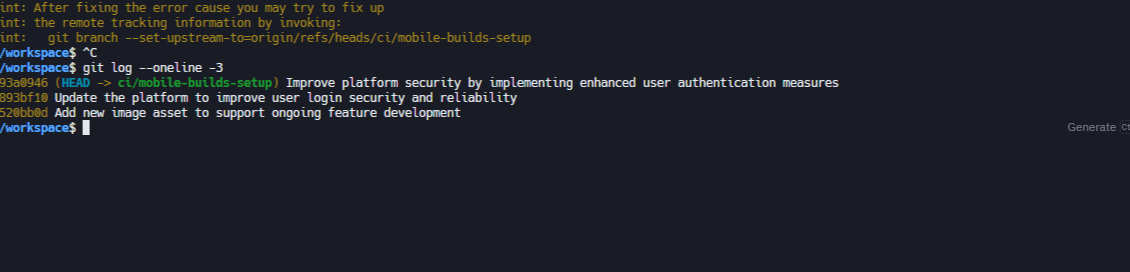 int: After fixing the error cause you may try to fix up
int: the remote tracking information by invoking:
int:   git branch --set-upstream-to=origin/refs/heads/ci/mobile-builds-setup
/workspace$ ^C
/workspace$ git log --oneline -3
93a0946 (HEAD -> ci/mobile-builds-setup) Improve platform security by implementing enhanced user authentication measures
893bf10 Update the platform to improve user login security and reliability
520bb0d Add new image asset to support ongoing feature development
/workspace$
Generate